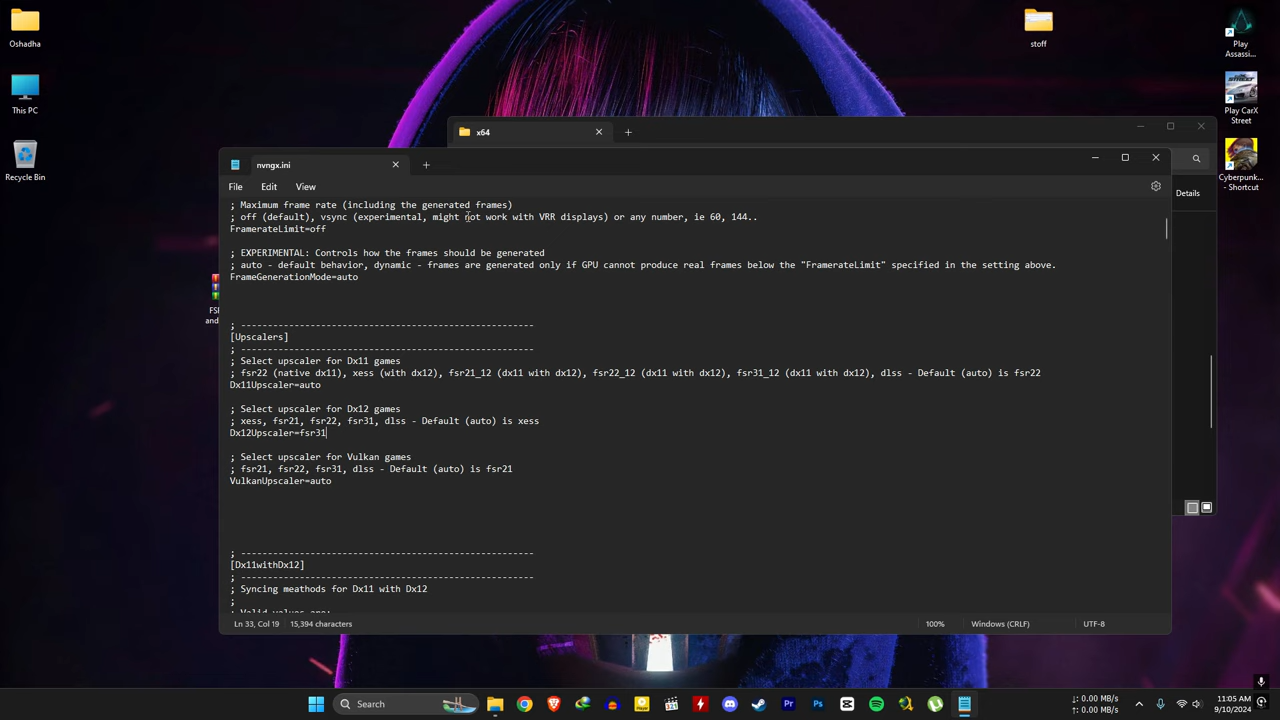 Oshadha
This PC
Recycle Bin
stoff
Play
Assassi...
Play CarX
Street
Cyberpunk...
- Shortcut
x64
Details
FSR
and
nvngx.ini
File
Edit
View
; Maximum frame rate (including the generated frames)
; off (default), vsync (experimental, might not work with VRR displays) or any number, ie 60, 144..
FramerateLimit=off
; EXPERIMENTAL: Controls how the frames should be generated
; auto - default behavior, dynamic - frames are generated only if GPU cannot produce real frames below the "FramerateLimit" specified in the setting above.
FrameGenerationMode=auto
; -------------------------------------------------------
[Upscalers]
; -------------------------------------------------------
; Select upscaler for Dx11 games
; fsr22 (native dx11), xess (with dx12), fsr21_12 (dx11 with dx12), fsr22_12 (dx11 with dx12), fsr31_12 (dx11 with dx12), dlss - Default (auto) is fsr22
Dx11Upscaler=auto
; Select upscaler for Dx12 games
; xess, fsr21, fsr22, fsr31, dlss - Default (auto) is xess
Dx12Upscaler=fsr31
; Select upscaler for Vulkan games
; fsr21, fsr22, fsr31, dlss - Default (auto) is fsr21
VulkanUpscaler=auto
; -------------------------------------------------------
[Dx11withDx12]
; -------------------------------------------------------
; Syncing meathods for Dx11 with Dx12
;
; Valid values are:
Ln 33, Col 19
15,394 characters
100%
Windows (CRLF)
UTF-8
Search
↓: 0.00 MB/s
↑: 0.00 MB/s
11:05 AM
9/10/2024